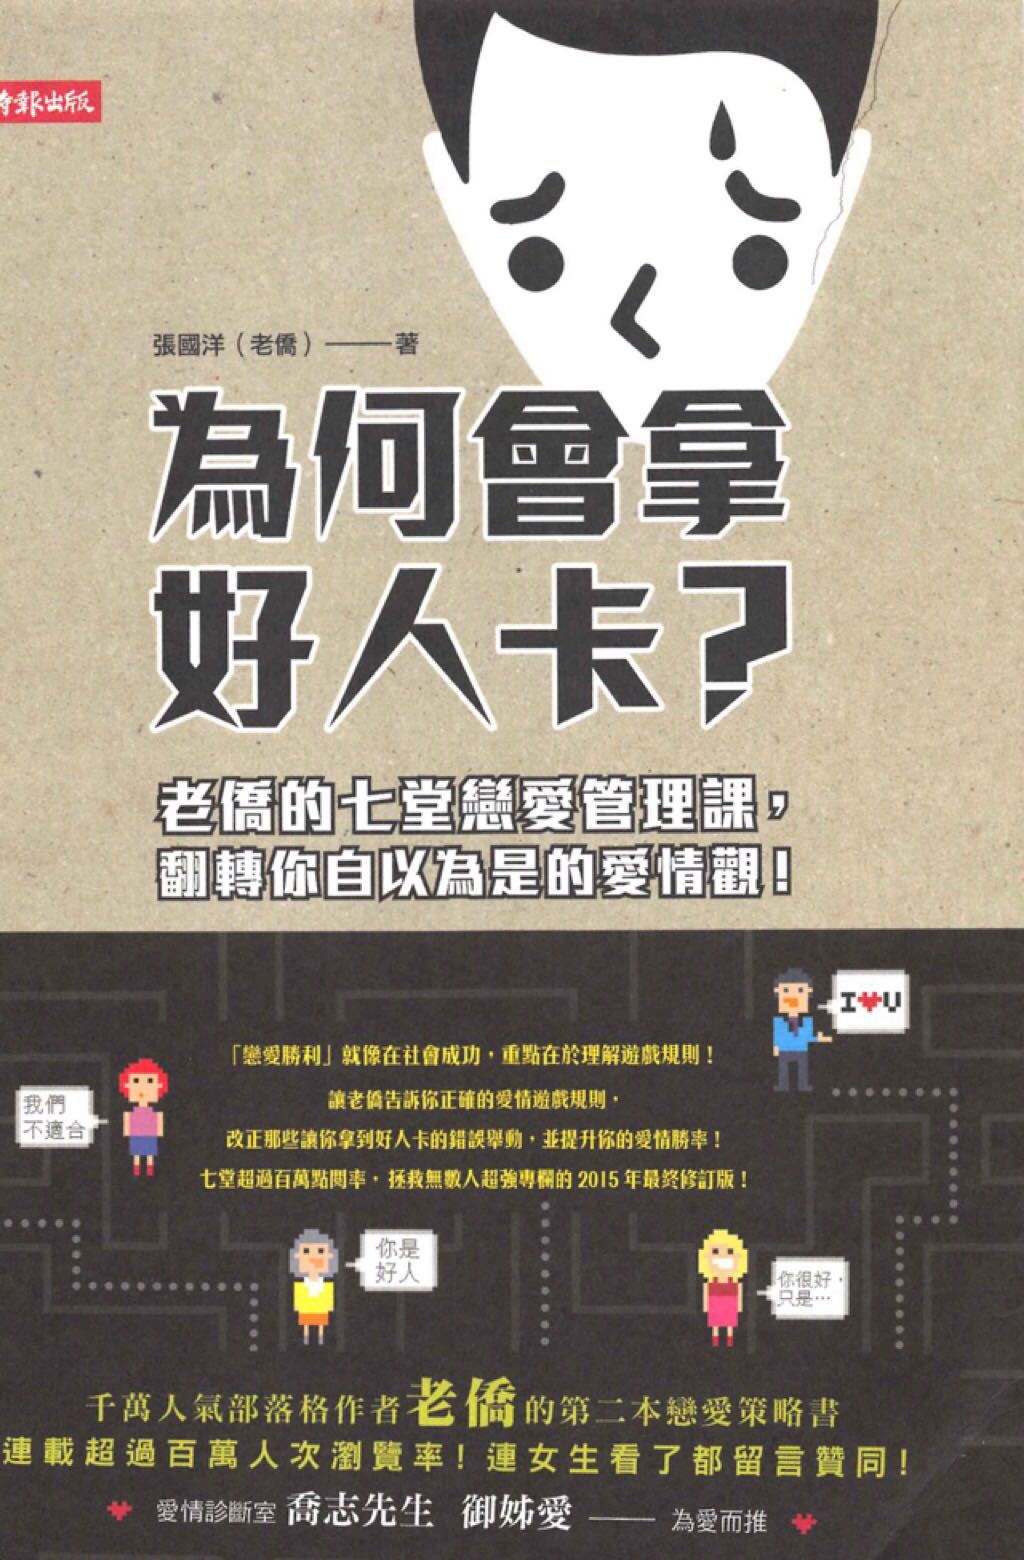 時報出版
張國洋（老僑）——著
為何會拿
好人卡？
老僑的七堂戀愛管理課，
翻轉你自以為是的愛情觀！
I❤U
「戀愛勝利」就像在社會成功，重點在於理解遊戲規則！
我們
不適合
讓老僑告訴你正確的愛情遊戲規則，
改正那些讓你拿到好人卡的錯誤舉動，並提升你的愛情勝率！
七堂超過百萬點閱率，拯救無數人超強專欄的2015年最終修訂版！
你是
好人
你很好，
只是…
千萬人氣部落格作者老僑的第二本戀愛策略書
連載超過百萬人次瀏覽率！連女生看了都留言贊同！
愛情診斷室 喬志先生 御姊愛——為愛而推